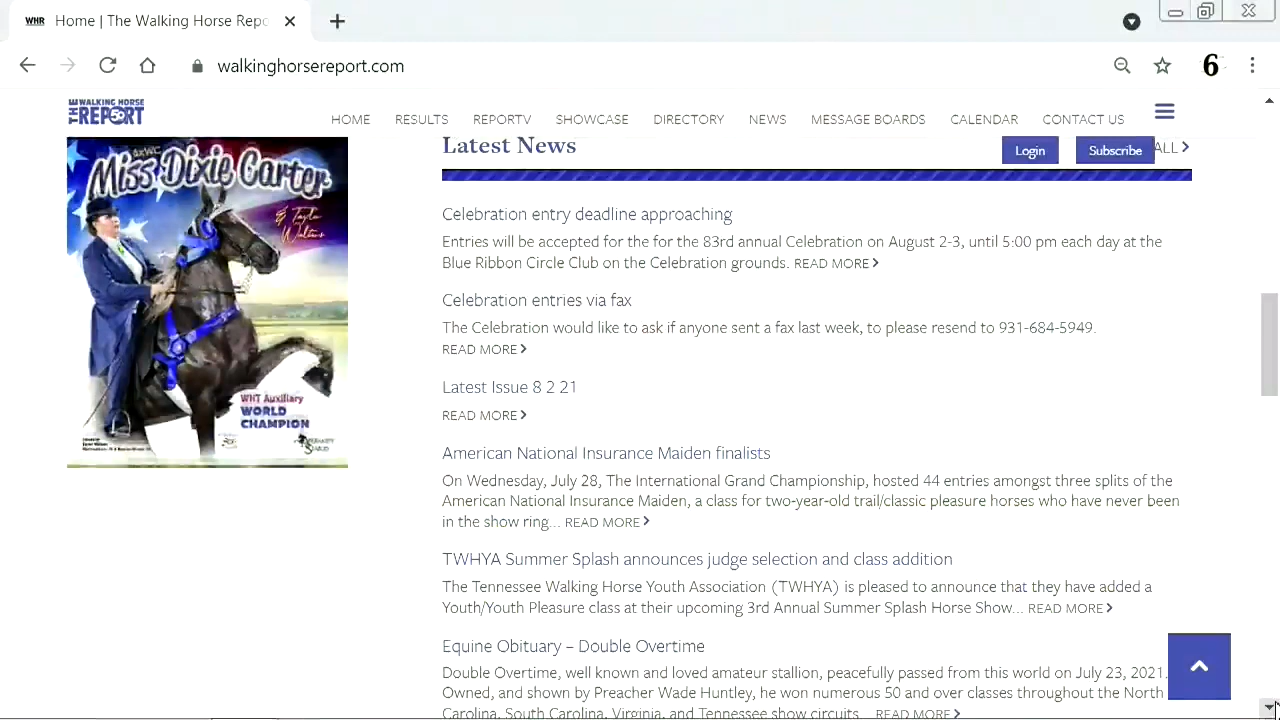 WHR Home | The Walking Horse Repo
walkinghorsereport.com
6
THE WALKING HORSE
REPORT
50
HOME RESULTS REPORTV SHOWCASE DIRECTORY NEWS MESSAGE BOARDS CALENDAR CONTACT US
Latest News
Login
Subscribe
ALL
Miss Dixie Carter
& Tayla
Walters
WHT Auxiliary
WORLD
CHAMPION
Celebration entry deadline approaching
Entries will be accepted for the for the 83rd annual Celebration on August 2-3, until 5:00 pm each day at the
Blue Ribbon Circle Club on the Celebration grounds. READ MORE
Celebration entries via fax
The Celebration would like to ask if anyone sent a fax last week, to please resend to 931-684-5949.
READ MORE
Latest Issue 8 2 21
READ MORE
American National Insurance Maiden finalists
On Wednesday, July 28, The International Grand Championship, hosted 44 entries amongst three splits of the
American National Insurance Maiden, a class for two-year-old trail/classic pleasure horses who have never been
in the show ring... READ MORE
TWHYA Summer Splash announces judge selection and class addition
The Tennessee Walking Horse Youth Association (TWHYA) is pleased to announce that they have added a
Youth/Youth Pleasure class at their upcoming 3rd Annual Summer Splash Horse Show... READ MORE
Equine Obituary – Double Overtime
Double Overtime, well known and loved amateur stallion, peacefully passed from this world on July 23, 2021.
Owned, and shown by Preacher Wade Huntley, he won numerous 50 and over classes throughout the North
Carolina, South Carolina, Virginia, and Tennessee show circuits... READ MORE